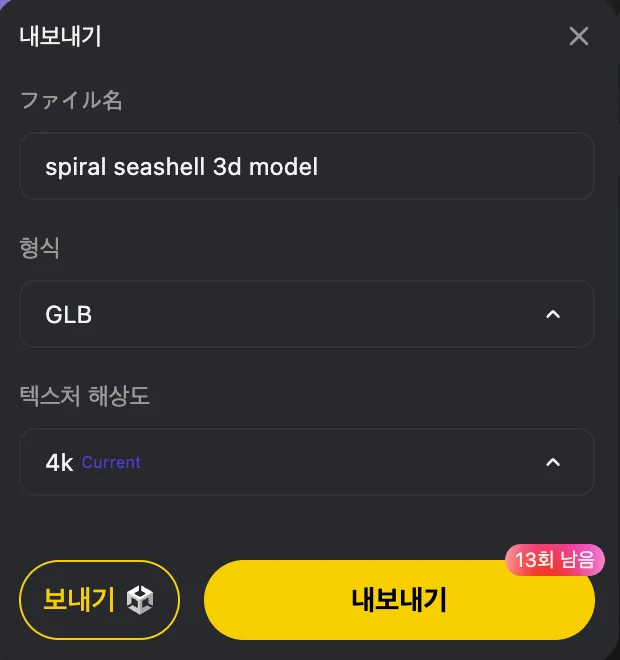 내보내기
ファイル名
spiral seashell 3d model
형식
GLB
텍스처 해상도
4k Current
13회 남음
보내기
내보내기